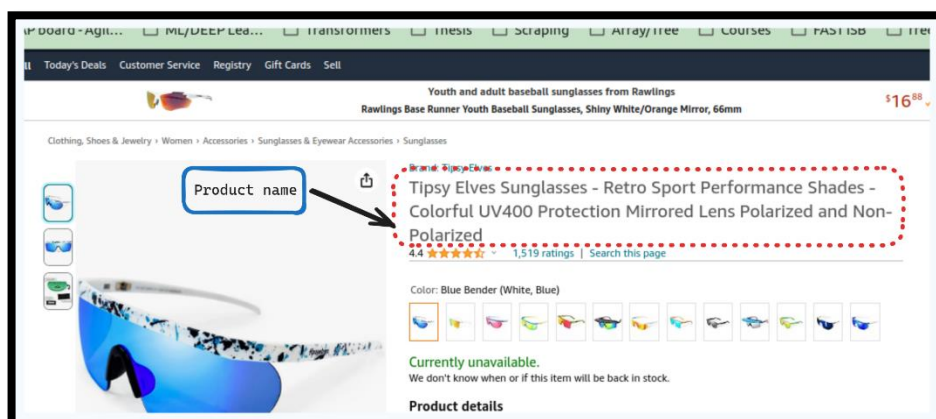 board - Agil...
ML/DEEP Lea...
Transformers
Thesis
Scraping
Array/Tree
Courses
FAST ISB
Today's Deals Customer Service Registry Gift Cards Sell
Youth and adult baseball sunglasses from Rawlings
Rawlings Base Runner Youth Baseball Sunglasses, Shiny White/Orange Mirror, 66mm
$16.88
Clothing, Shoes & Jewelry › Women › Accessories › Sunglasses & Eyewear Accessories › Sunglasses
Brand: Tipsy Elves
Product name
Tipsy Elves Sunglasses - Retro Sport Performance Shades -
Colorful UV400 Protection Mirrored Lens Polarized and Non-
Polarized
4.4
1,519 ratings | Search this page
Color: Blue Bender (White, Blue)
Currently unavailable.
We don't know when or if this item will be back in stock.
Product details